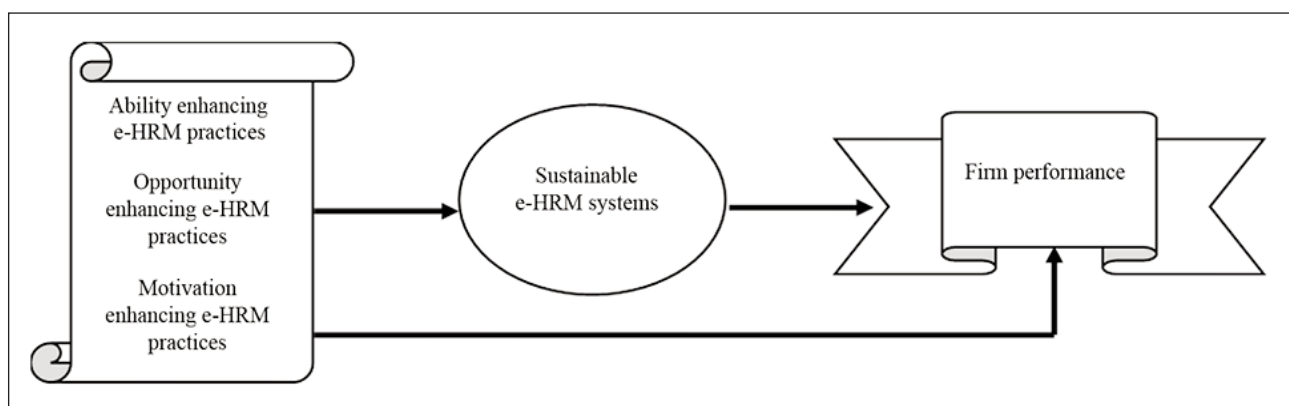 Ability enhancing
e-HRM practices
Opportunity
enhancing e-HRM
practices
Motivation
enhancing e-HRM
practices
Sustainable
e-HRM systems
Firm performance